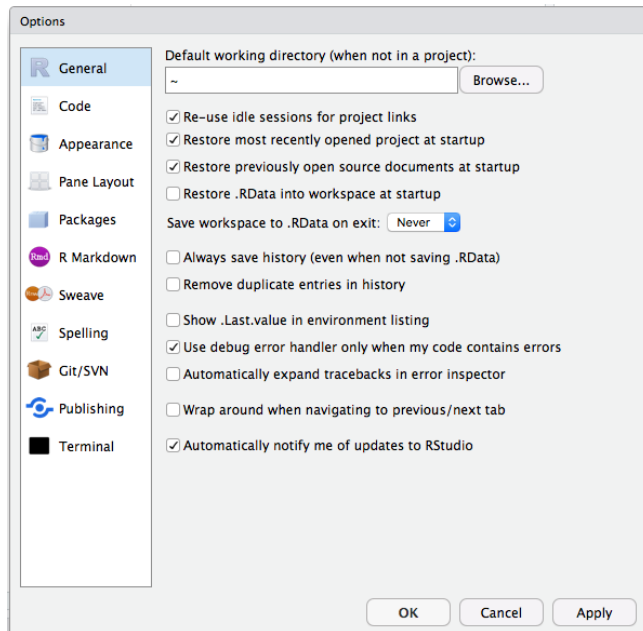 Options
General
Code
Appearance
Pane Layout
Packages
Rmd
R Markdown
Sweave
ABC
Spelling
Git/SVN
Publishing
Terminal
Default working directory (when not in a project):
~
Browse...
Re-use idle sessions for project links
Restore most recently opened project at startup
Restore previously open source documents at startup
Restore .RData into workspace at startup
Save workspace to .RData on exit: Never
Always save history (even when not saving .RData)
Remove duplicate entries in history
Show .Last.value in environment listing
Use debug error handler only when my code contains errors
Automatically expand tracebacks in error inspector
Wrap around when navigating to previous/next tab
Automatically notify me of updates to RStudio
OK Cancel Apply